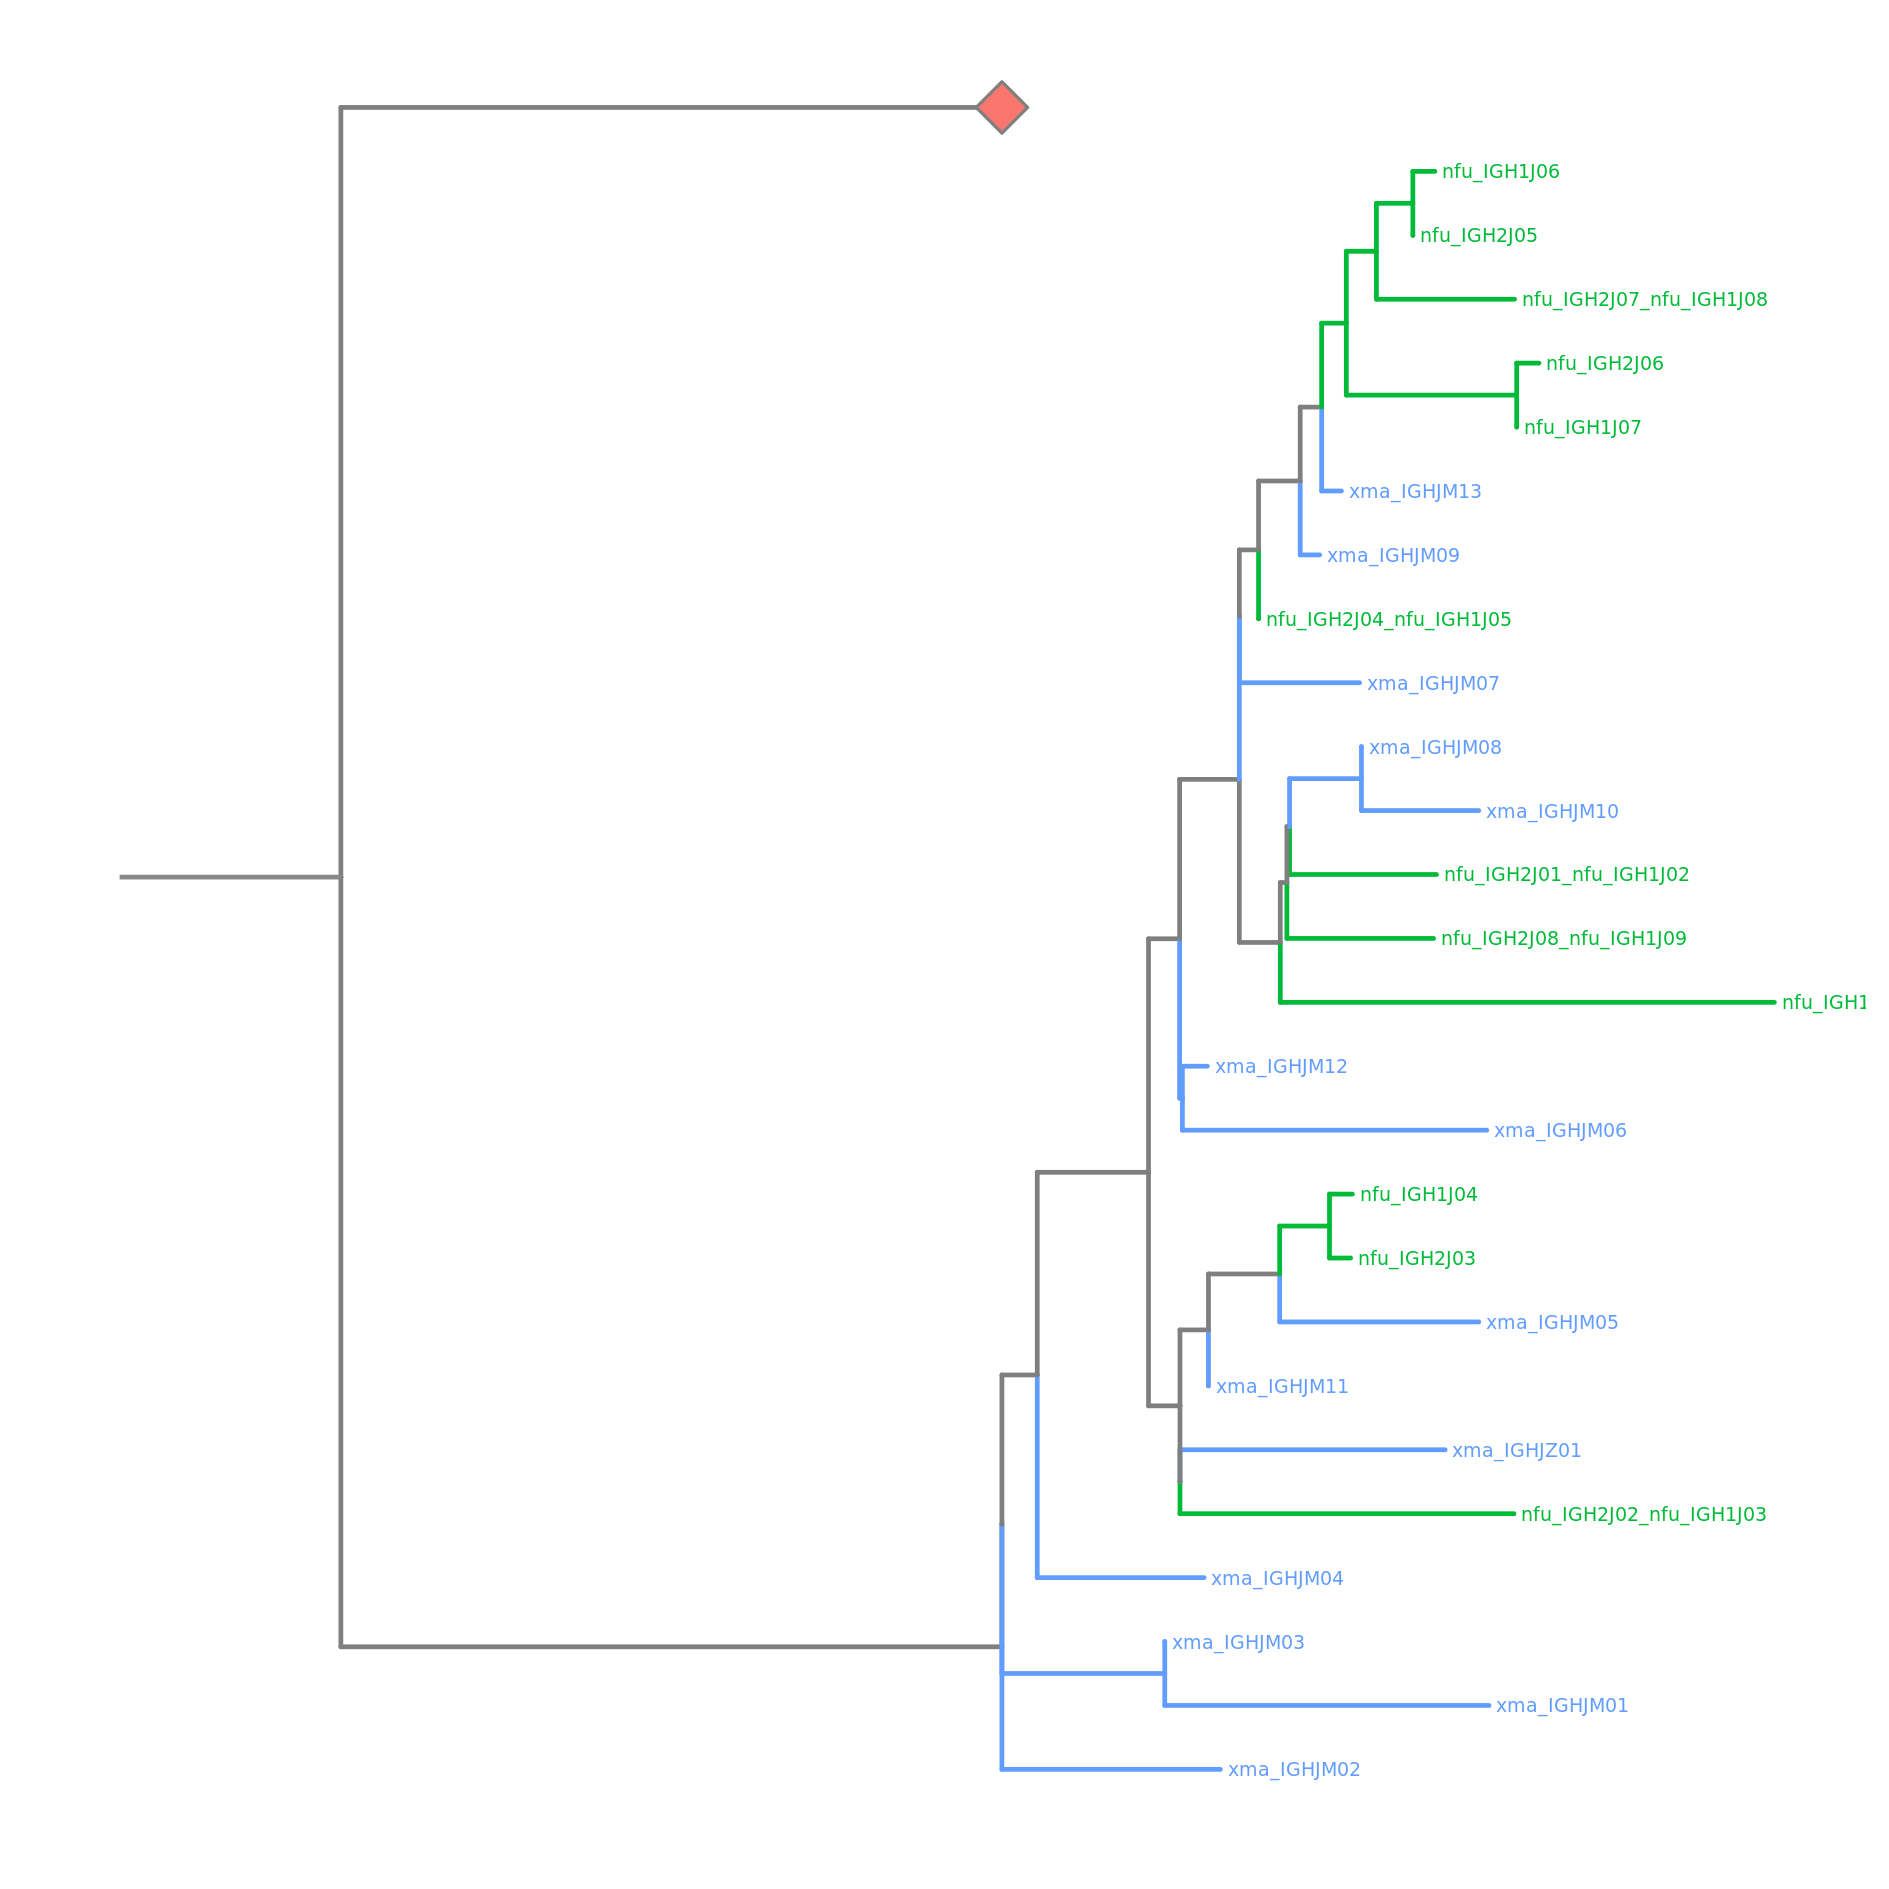 nfu_IGH1J06
nfu_IGH2J05
nfu_IGH2J07_nfu_IGH1J08
nfu_IGH2J06
nfu_IGH1J07
xma_IGHJM13
xma_IGHJM09
nfu_IGH2J04_nfu_IGH1J05
xma_IGHJM07
xma_IGHJM08
xma_IGHJM10
nfu_IGH2J01_nfu_IGH1J02
nfu_IGH2J08_nfu_IGH1J09
nfu_IGH1
xma_IGHJM12
xma_IGHJM06
nfu_IGH1J04
nfu_IGH2J03
xma_IGHJM05
xma_IGHJM11
xma_IGHJZ01
nfu_IGH2J02_nfu_IGH1J03
xma_IGHJM04
xma_IGHJM03
xma_IGHJM01
xma_IGHJM02